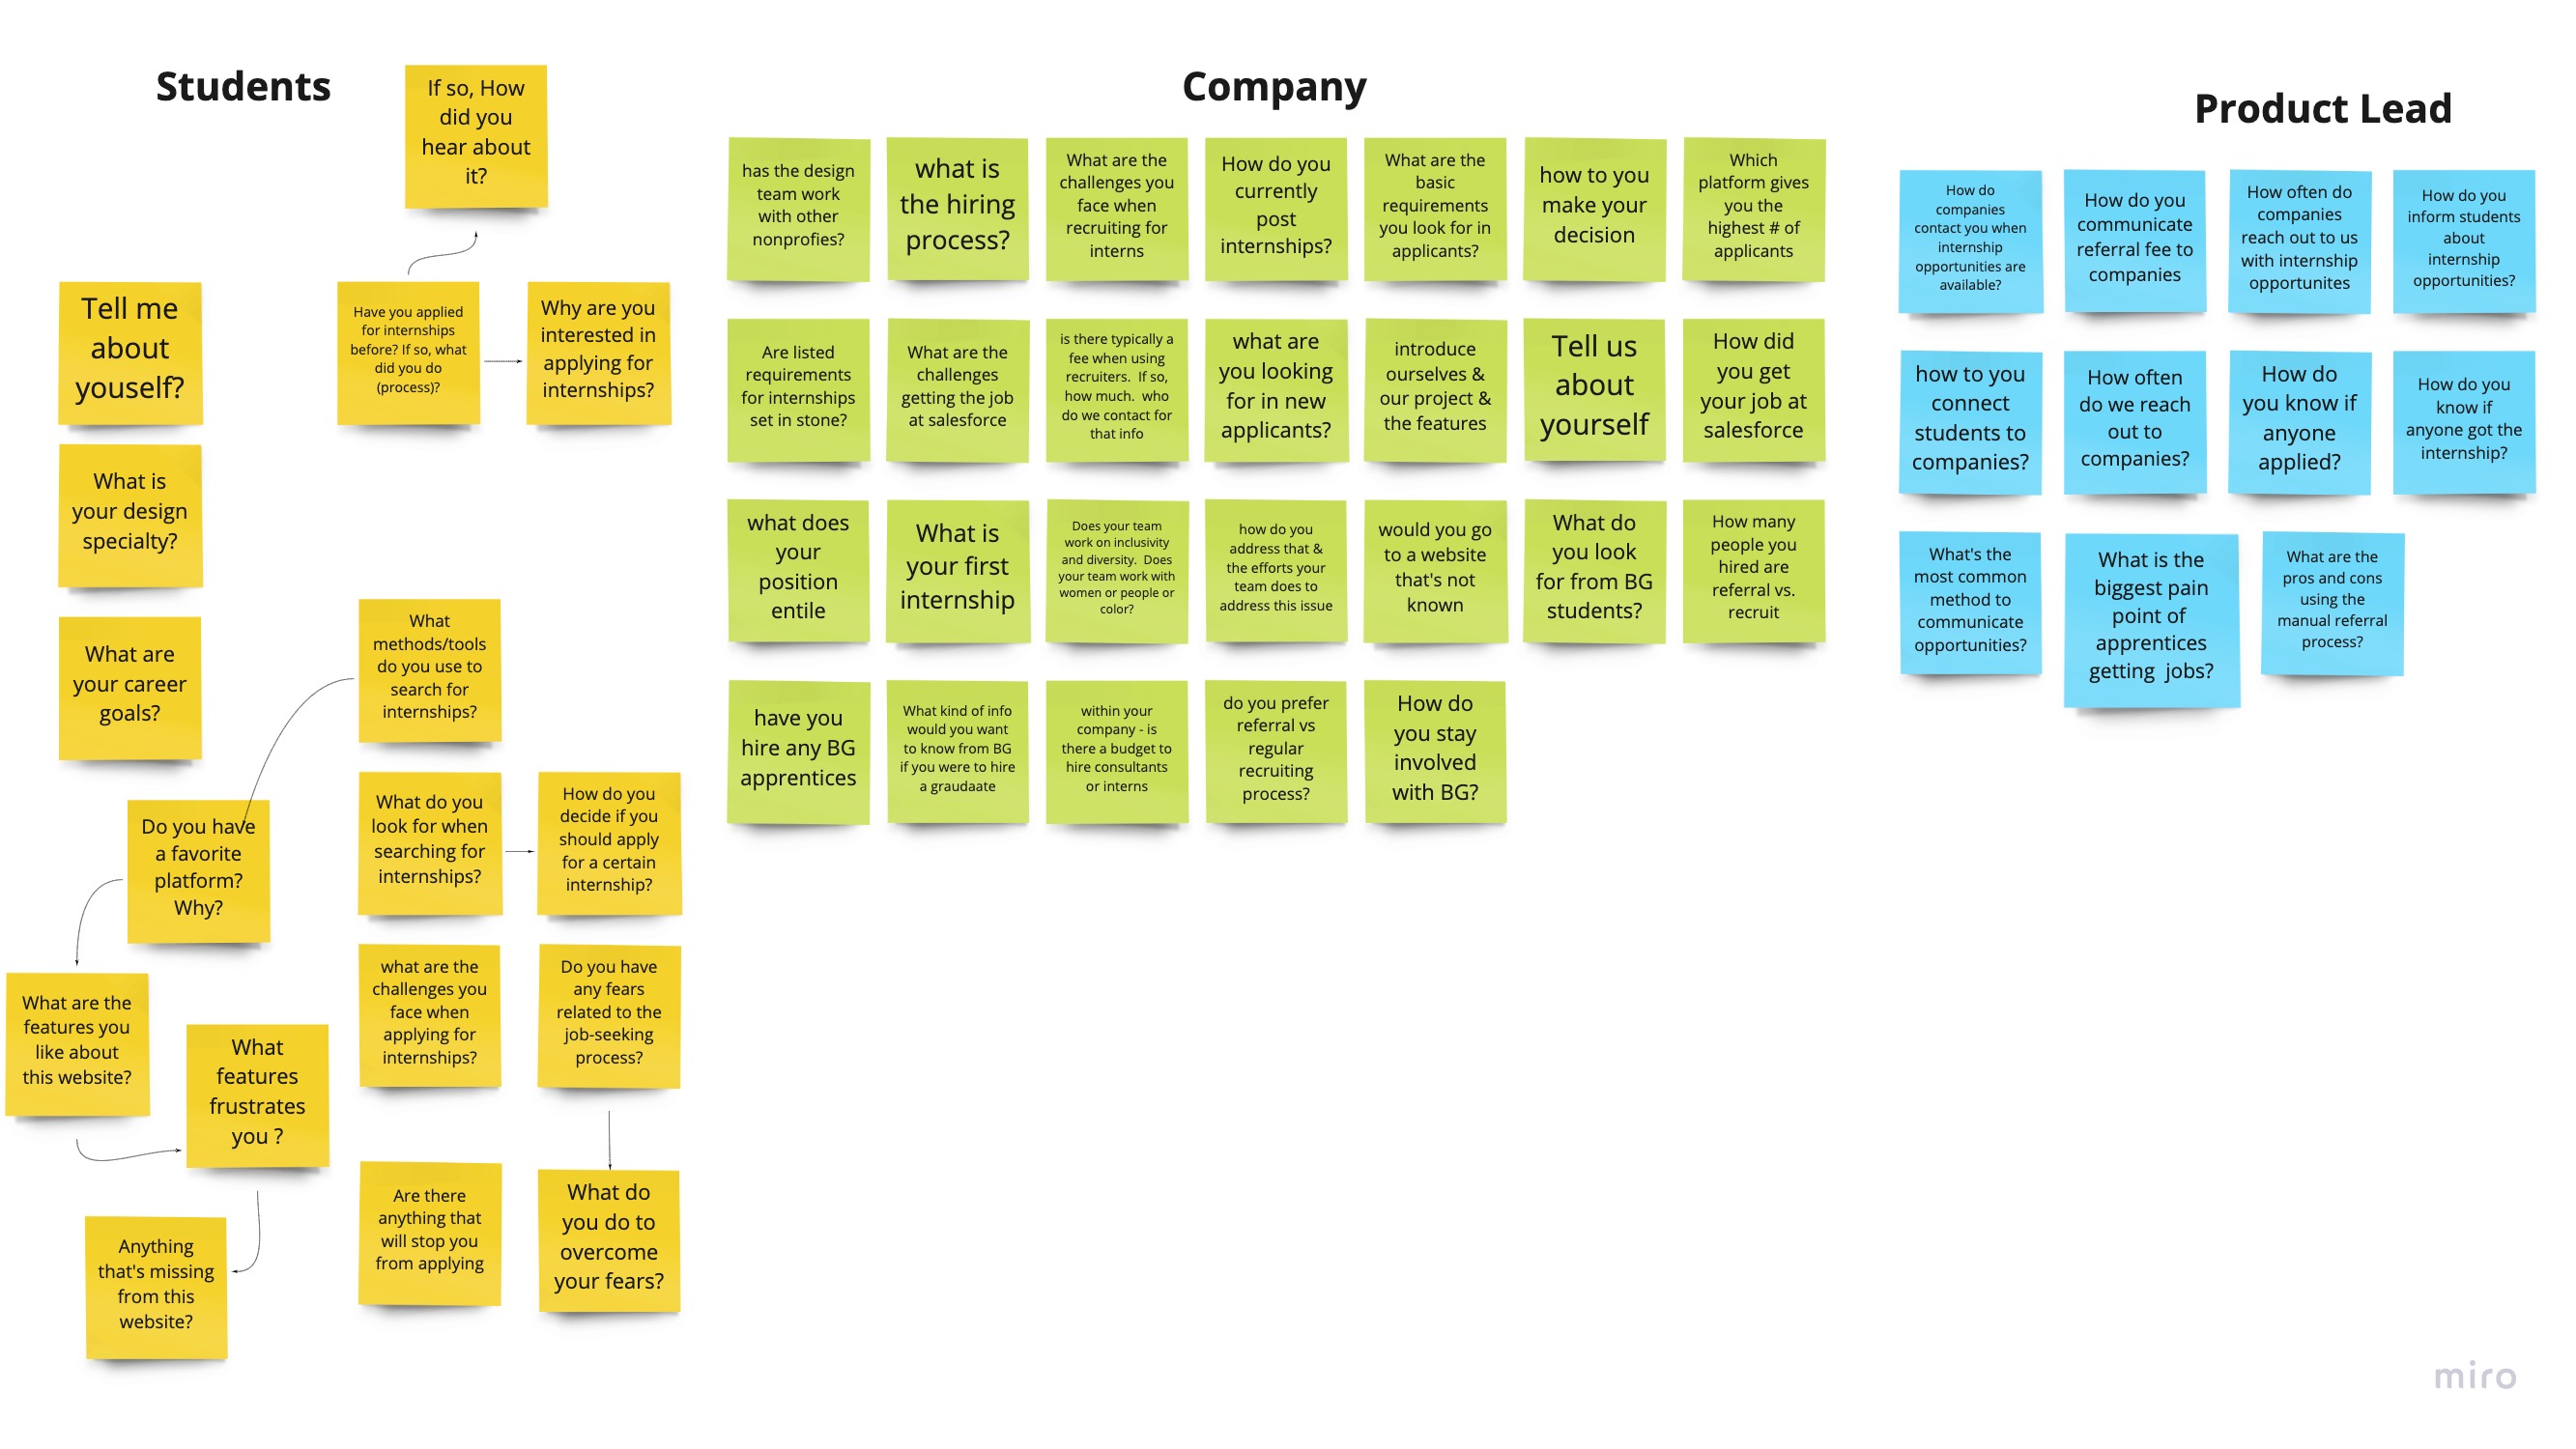 Students
If so, How
did you
hear about
it?
Tell me
about
youself?
Have you applied
for internships
before? If so, what
did you do
(process)?
Why are you
interested in
applying for
internships?
What is
your design
specialty?
What are
your career
goals?
What
methods/tools
do you use to
search for
internships?
Do you have
a favorite
platform?
Why?
What do you
look for when
searching for
internships?
How do you
decide if you
should apply
for a certain
internship?
What are the
features you
like about
this website?
What
features
frustrates
you ?
what are the
challenges you
face when
applying for
internships?
Do you have
any fears
related to the
job-seeking
process?
Anything
that's missing
from this
website?
Are there
anything that
will stop you
from applying
What do
you do to
overcome
your fears?
Company
has the design
team work
with other
nonprofies?
what is
the hiring
process?
What are the
challenges you
face when
recruiting for
interns
How do you
currently
post
internships?
What are the
basic
requirements
you look for in
applicants?
how to you
make your
decision
Which
platform gives
you the
highest # of
applicants
Are listed
requirements
for internships
set in stone?
What are the
challenges
getting the job
at salesforce
is there typically a
fee when using
recruiters. If so,
how much. who
do we contact for
that info
what are
you looking
for in new
applicants?
introduce
ourselves &
our project &
the features
Tell us
about
yourself
How did
you get
your job at
salesforce
what does
your
position
entile
What is
your first
internship
Does your team
work on inclusivity
and diversity. Does
your team work with
women or people or
color?
how do you
address that &
the efforts your
team does to
address this issue
would you go
to a website
that's not
known
What do
you look
for from BG
students?
How many
people you
hired are
referral vs.
recruit
have you
hire any BG
apprentices
What kind of info
would you want
to know from BG
if you were to hire
a graudaate
within your
company - is
there a budget to
hire consultants
or interns
do you prefer
referral vs
regular
recruiting
process?
How do
you stay
involved
with BG?
Product Lead
How do
companies
contact you when
internship
opportunities are
available?
How do you
communicate
referral fee to
companies
How often do
companies
reach out to us
with internship
opportunites
How do you
inform students
about
internship
opportunities?
how to you
connect
students to
companies?
How often
do we reach
out to
companies?
How do
you know if
anyone
applied?
How do you
know if
anyone got the
internship?
What's the
most common
method to
communicate
opportunities?
What is the
biggest pain
point of
apprentices
getting jobs?
What are the
pros and cons
using the
manual referral
process?
miro